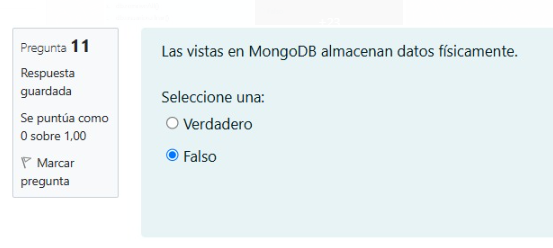 Pregunta 11
Respuesta
guardada
Se puntúa como
0 sobre 1,00
Marcar
pregunta
Las vistas en MongoDB almacenan datos físicamente.
Seleccione una:
Verdadero
Falso